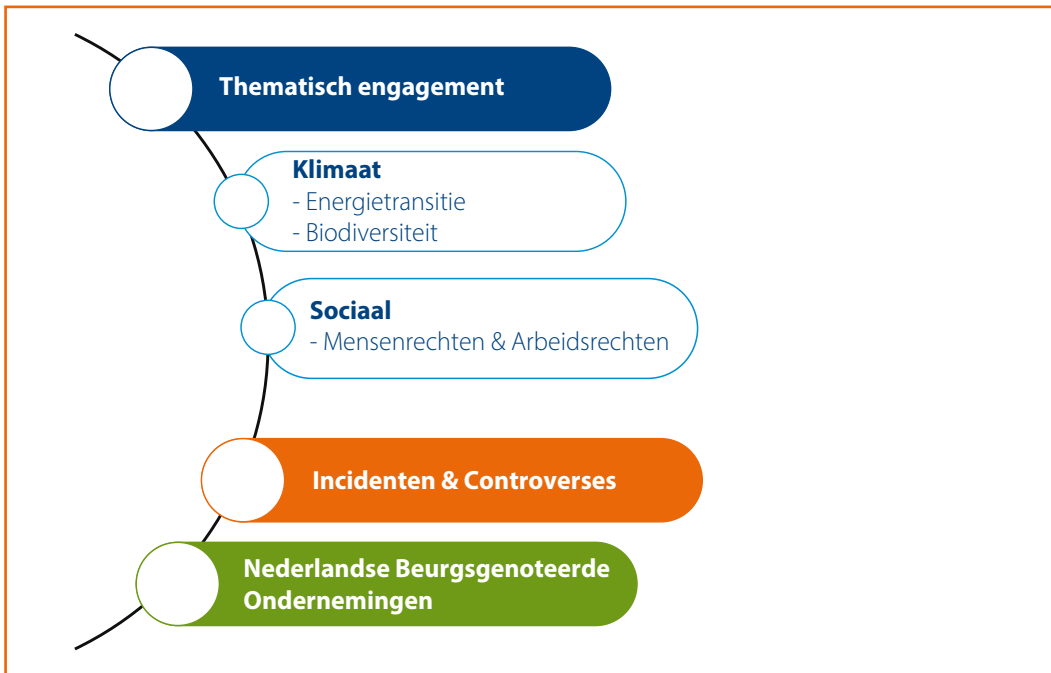 Thematisch engagement
Klimaat
- Energietransitie
- Biodiversiteit
Sociaal
- Mensenrechten & Arbeidsrechten
Incidenten & Controverses
Nederlandse Beurgsgenoteerde
Ondernemingen